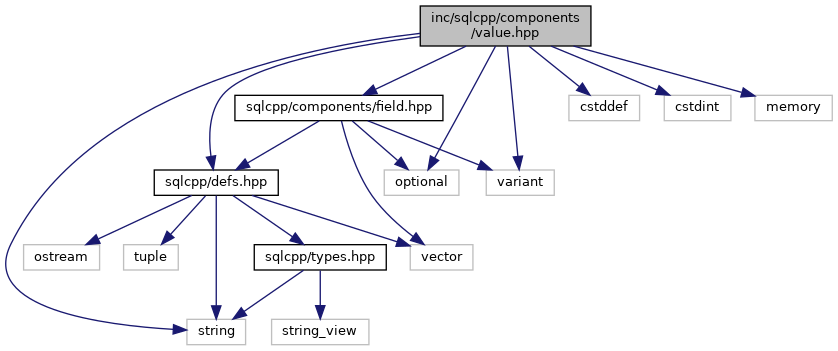 inc/sqlcpp/components
/value.hpp
sqlcpp/components/field.hpp
cstddef
cstdint
memory
sqlcpp/defs.hpp
optional
variant
ostream
tuple
sqlcpp/types.hpp
vector
string
string_view